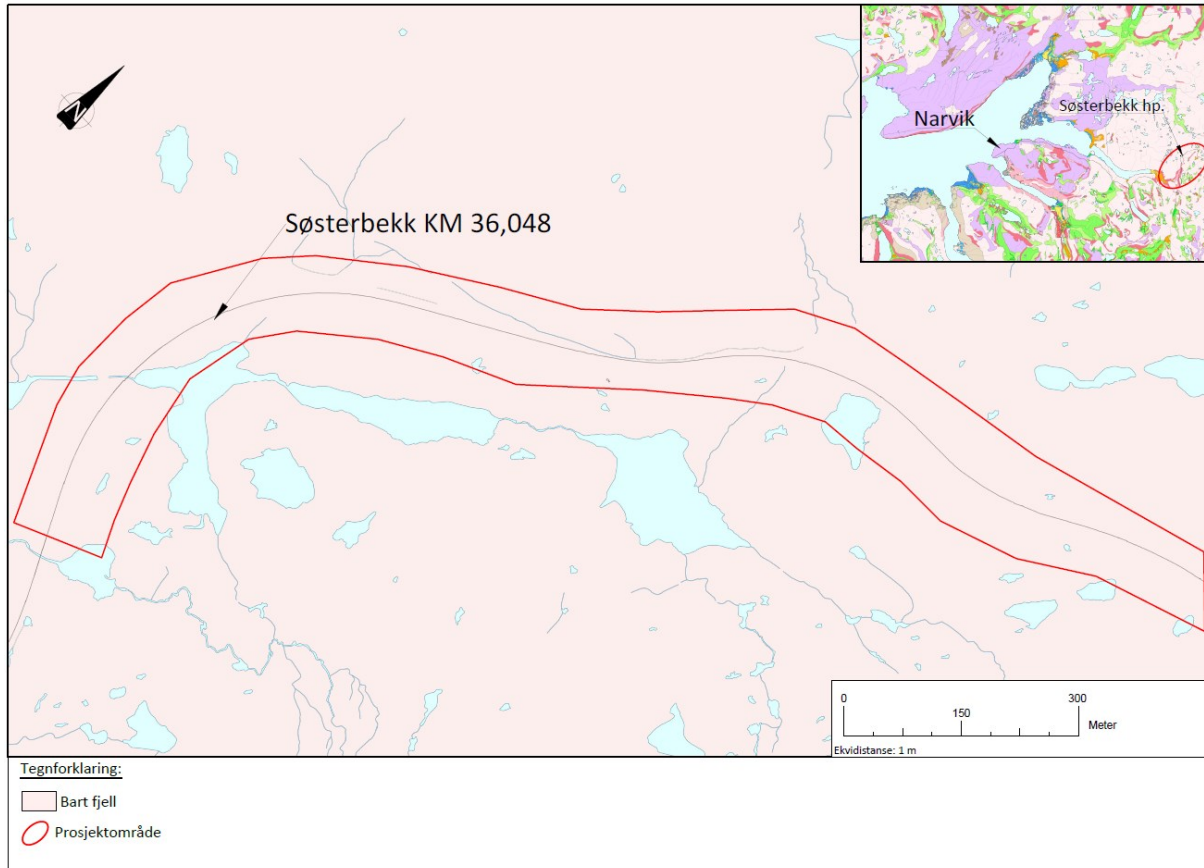 N
Søsterbekk KM 36,048
Narvik
Søsterbekk hp.
0
300
150
Meter
Ekvidistanse: 1 m
Tegnforklaring:
Bart fjell
Prosjektområde